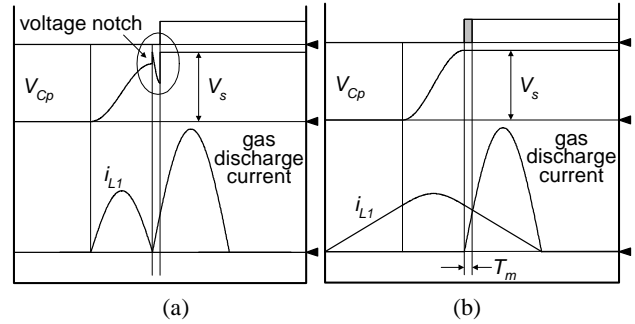 voltage notch
V_Cp
V_s
gas
discharge
current
i_L1
(a)
V_Cp
V_s
gas
discharge
current
i_L1
T_m
(b)